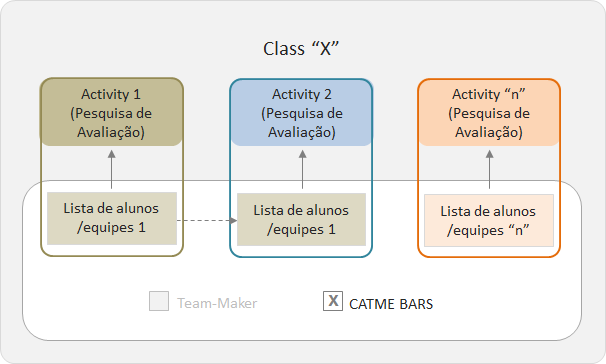 Class “X”
Activity 1
(Pesquisa de
Avaliação)
Activity 2
(Pesquisa de
Avaliação)
Activity “n”
(Pesquisa de
Avaliação)
Lista de alunos
/equipes 1
Lista de alunos
/equipes 1
Lista de alunos
/equipes “n”
Team-Maker
X CATME BARS